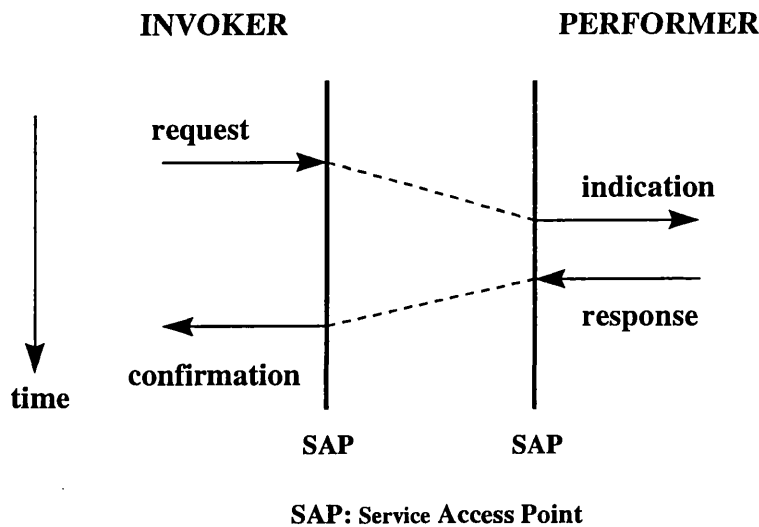 INVOKER PERFORMER
request
indication
response
confirmation
time
SAP SAP
SAP: Service Access Point